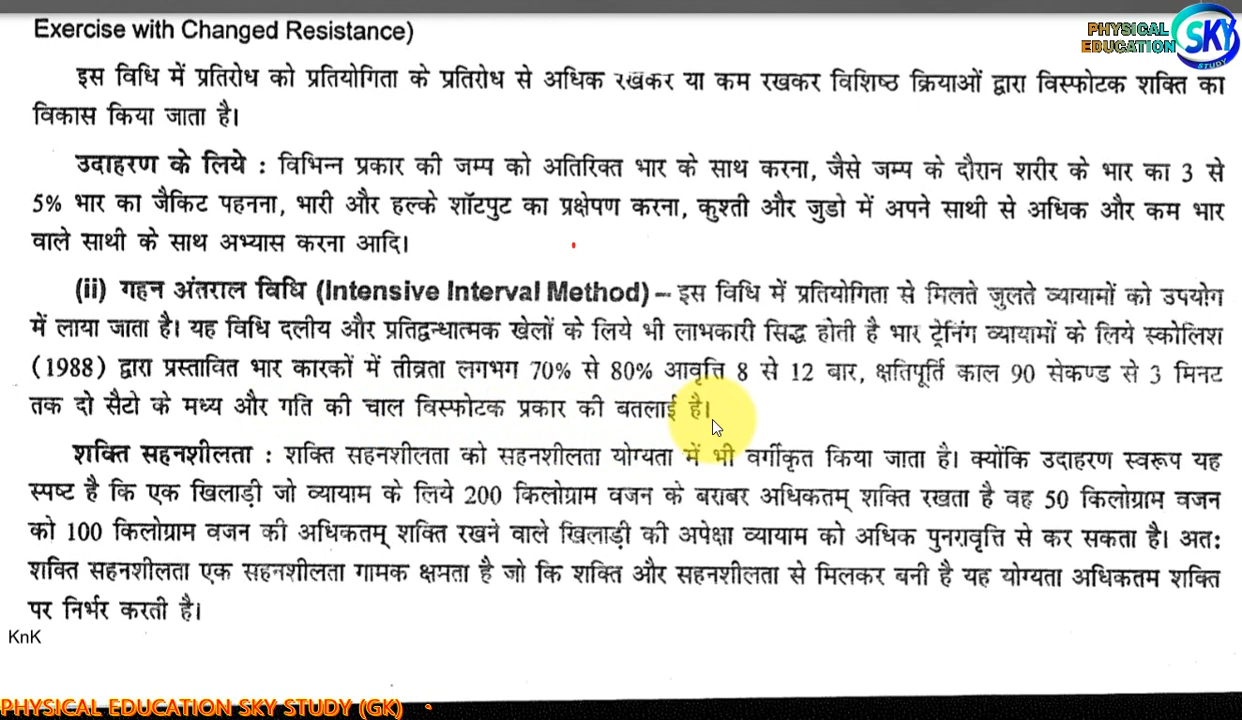 Exercise with Changed Resistance)
PHYSICAL
EDUCATION
SKY
STUDY
इस विधि में प्रतिरोध को प्रतियोगिता के प्रतिरोध से अधिक रखकर या कम रखकर विशिष्ठ क्रियाओं द्वारा विस्फोटक शक्ति का
विकास किया जाता है।
उदाहरण के लिये : विभिन्न प्रकार की जम्प को अतिरिक्त भार के साथ करना, जैसे जम्प के दौरान शरीर के भार का 3 से
5% भार का जैकिट पहनना, भारी और हल्के शॉटपुट का प्रक्षेपण करना, कुश्ती और जुडो में अपने साथी से अधिक और कम भार
वाले साथी के साथ अभ्यास करना आदि।
(ii) गहन अंतराल विधि (Intensive Interval Method) – इस विधि में प्रतियोगिता से मिलते जुलते व्यायामों को उपयोग
में लाया जाता है। यह विधि दलीय और प्रतिद्वन्धात्मक खेलों के लिये भी लाभकारी सिद्ध होती है भार ट्रेनिंग व्यायामों के लिये स्कोलिश
(1988) द्वारा प्रस्तावित भार कारकों में तीव्रता लगभग 70% से 80% आवृत्ति 8 से 12 बार, क्षतिपूर्ति काल 90 सेकण्ड से 3 मिनट
तक दो सैटो के मध्य और गति की चाल विस्फोटक प्रकार की बतलाई है।
शक्ति सहनशीलता : शक्ति सहनशीलता को सहनशीलता योग्यता में भी वर्गीकृत किया जाता है। क्योंकि उदाहरण स्वरूप यह
स्पष्ट है कि एक खिलाड़ी जो व्यायाम के लिये 200 किलोग्राम वजन के बराबर अधिकतम् शक्ति रखता है वह 50 किलोग्राम वजन
को 100 किलोग्राम वजन की अधिकतम् शक्ति रखने वाले खिलाड़ी की अपेक्षा व्यायाम को अधिक पुनरावृत्ति से कर सकता है। अतः
शक्ति सहनशीलता एक सहनशीलता गामक क्षमता है जो कि शक्ति और सहनशीलता से मिलकर बनी है यह योग्यता अधिकतम शक्ति
पर निर्भर करती है।
KnK
PHYSICAL EDUCATION SKY STUDY (GK)